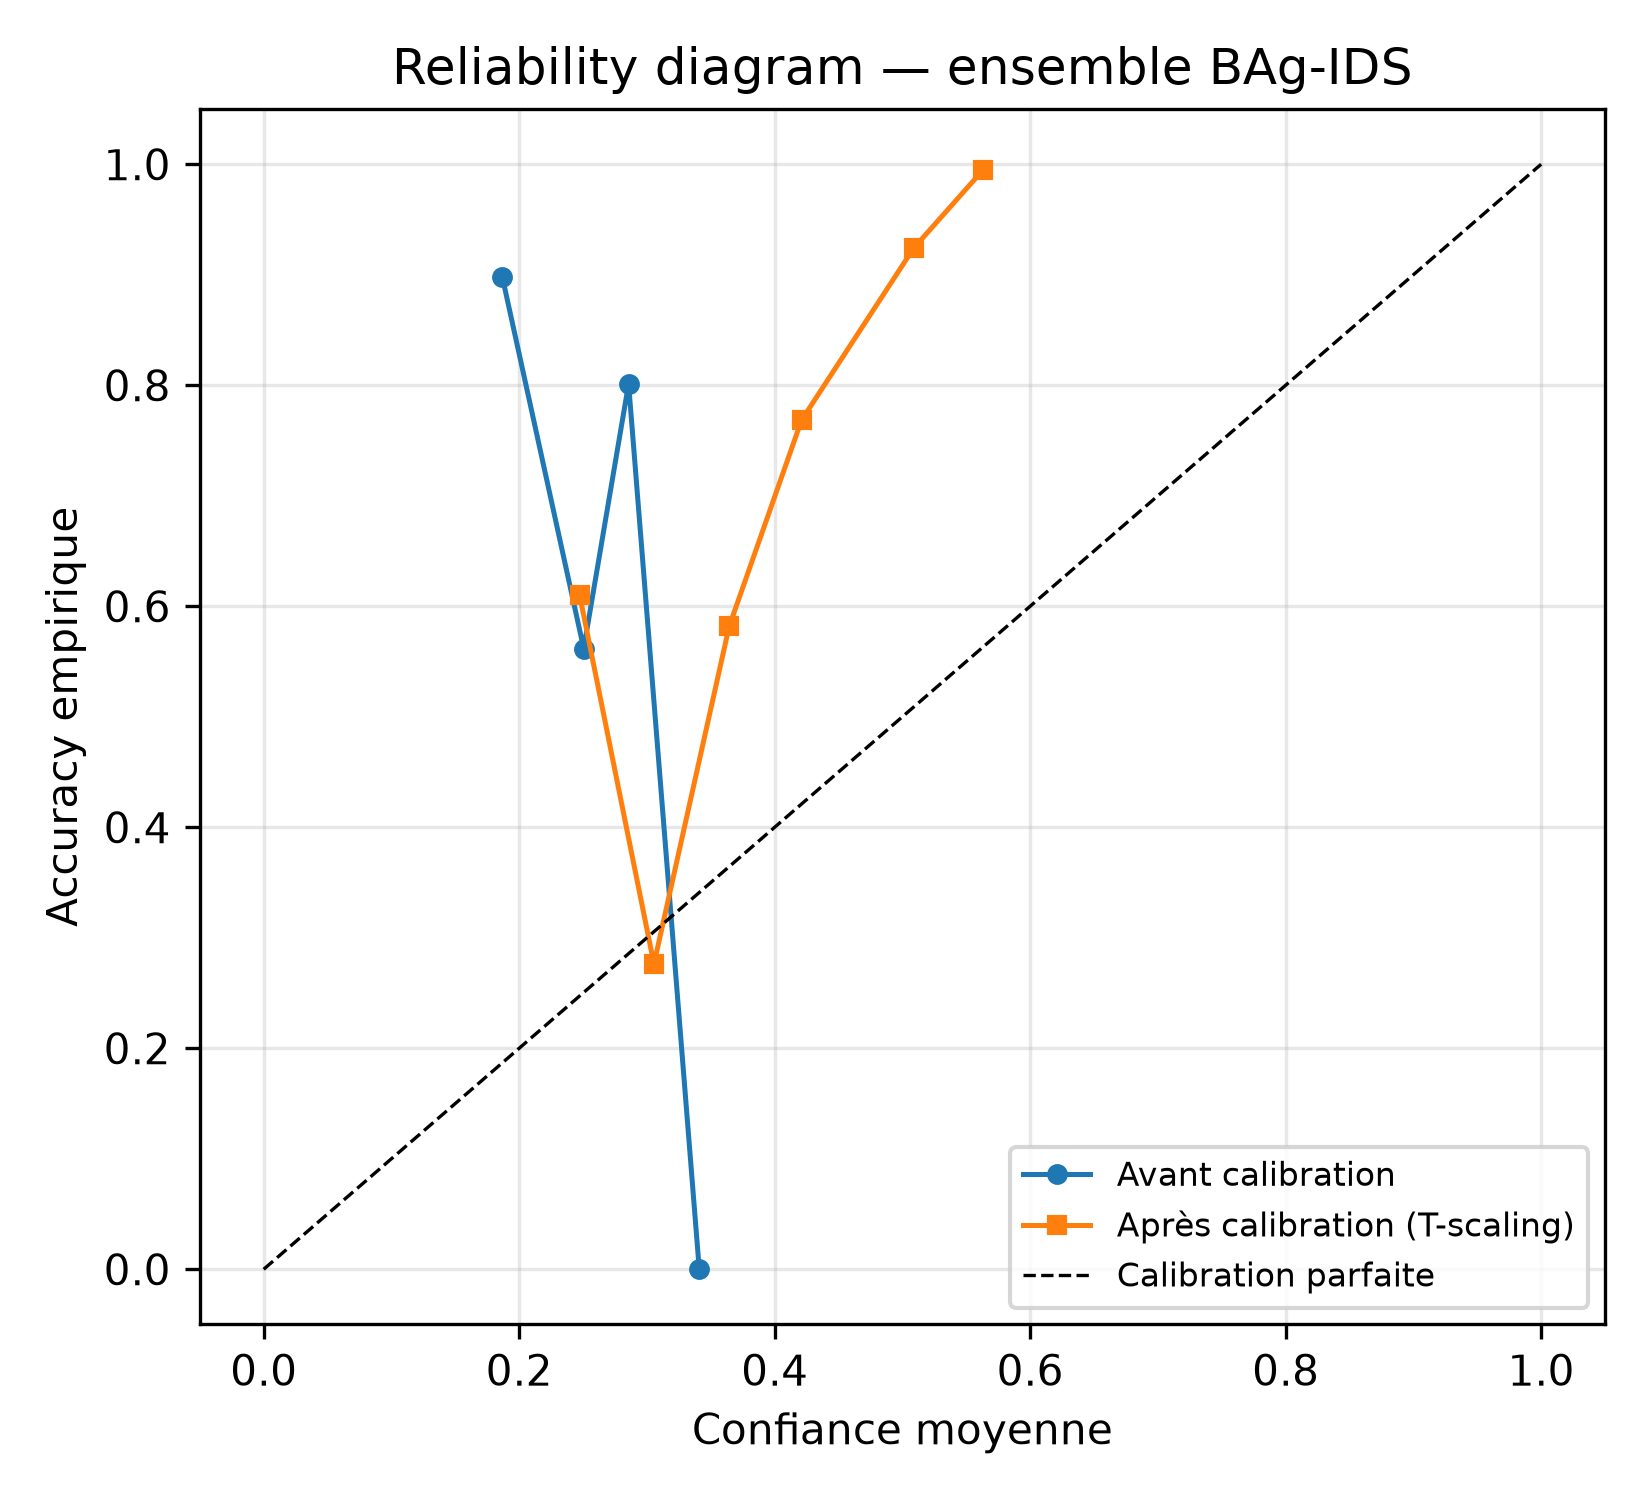 Reliability diagram — ensemble BAg-IDS
Accuracy empirique
1.0
0.8
0.6
0.4
0.2
0.0
Avant calibration
Après calibration (T-scaling)
Calibration parfaite
0.0 0.2 0.4 0.6 0.8 1.0
Confiance moyenne